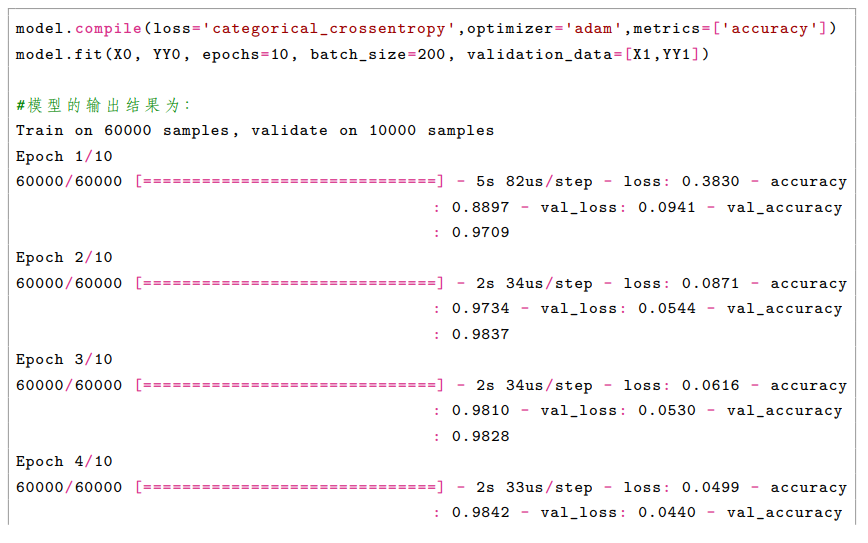 model.compile(loss='categorical_crossentropy',optimizer='adam',metrics=['accuracy'])
model.fit(X0, YY0, epochs=10, batch_size=200, validation_data=[X1,YY1])
#模型的输出结果为:
Train on 60000 samples, validate on 10000 samples
Epoch 1/10
60000/60000 [==============================] - 5s 82us/step - loss: 0.3830 - accuracy
: 0.8897 - val_loss: 0.0941 - val_accuracy
: 0.9709
Epoch 2/10
60000/60000 [==============================] - 2s 34us/step - loss: 0.0871 - accuracy
: 0.9734 - val_loss: 0.0544 - val_accuracy
: 0.9837
Epoch 3/10
60000/60000 [==============================] - 2s 34us/step - loss: 0.0616 - accuracy
: 0.9810 - val_loss: 0.0530 - val_accuracy
: 0.9828
Epoch 4/10
60000/60000 [==============================] - 2s 33us/step - loss: 0.0499 - accuracy
: 0.9842 - val_loss: 0.0440 - val_accuracy